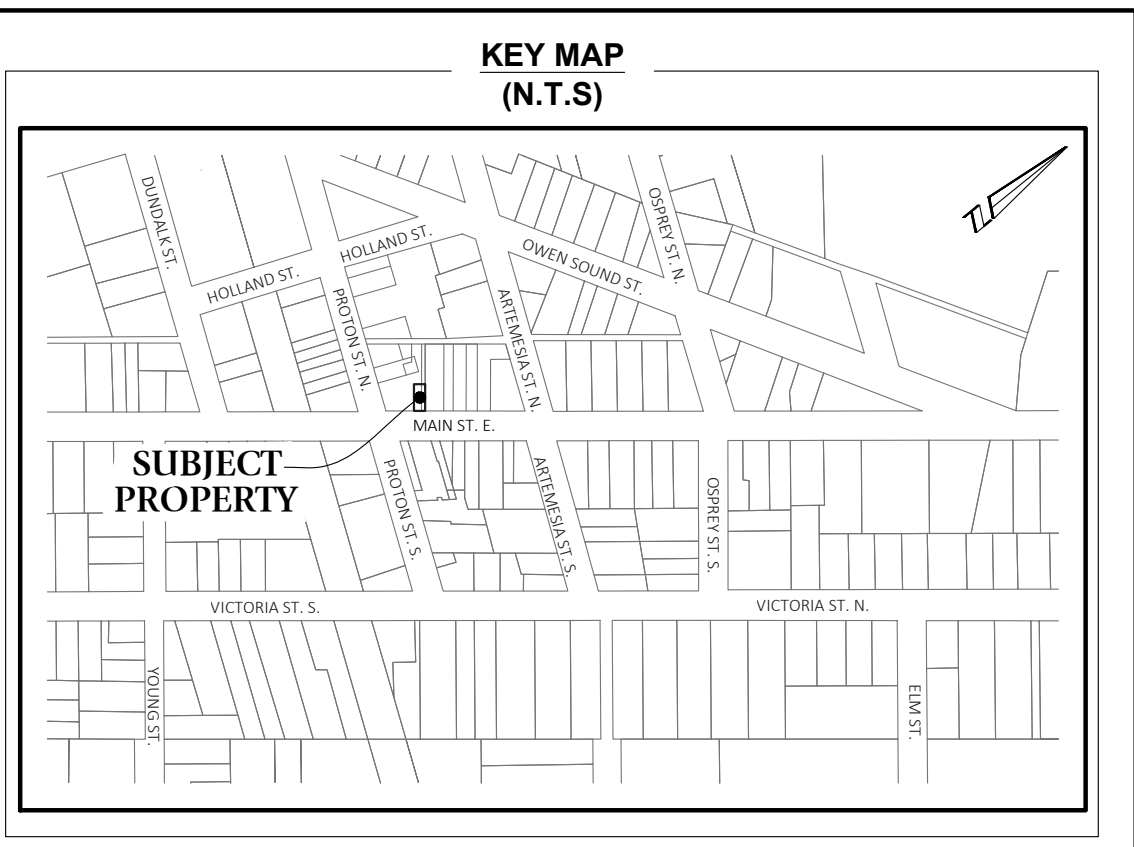 KEY MAP
(N.T.S)
DUNDALK ST.
HOLLAND ST.
HOLLAND ST.
OSPREY ST. N.
OWEN SOUND ST.
PROTON ST. N.
ARTEMESIA ST. N.
MAIN ST. E.
SUBJECT
PROPERTY
PROTON ST. S.
ARTEMESIA ST. S.
OSPREY ST. S.
VICTORIA ST. S.
VICTORIA ST. N.
YOUNG ST.
ELM ST.